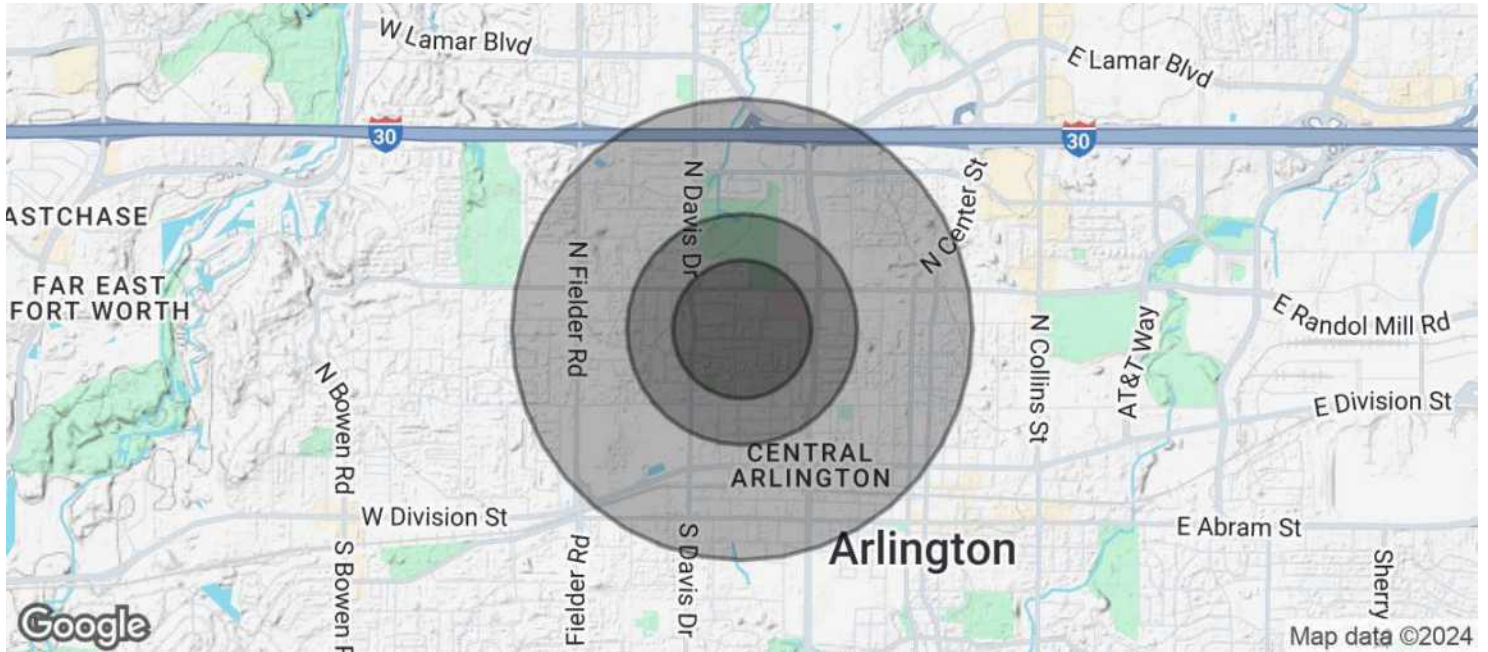 W Lamar Blvd
E Lamar Blvd
30
30
N Davis Dr
N Center St
ASTCHASE
N Fielder Rd
FAR EAST
FORT WORTH
E Randol Mill Rd
N Collins St
AT&T Way
N Bowen Rd
E Division St
CENTRAL
ARLINGTON
W Division St
E Abram St
Arlington
S Bowen R
Fielder Rd
S Davis Dr
Sherry
Google
Map data ©2024